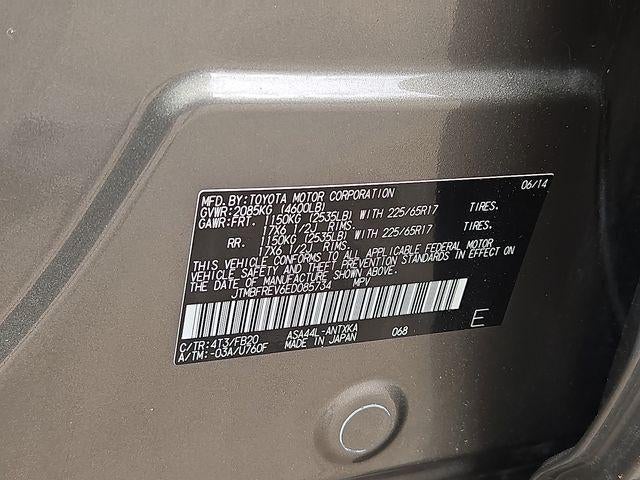 MFD. BY: TOYOTA MOTOR CORPORATION 06/14
GVWR: 2085KG (4600LB)
GAWR: FRT. 1150KG (2535LB) WITH 225/65R17 TIRES.
17X6 1/2J RIMS.
RR. 1150KG (2535LB) WITH 225/65R17 TIRES.
17X6 1/2J RIMS.
THIS VEHICLE CONFORMS TO ALL APPLICABLE FEDERAL MOTOR
VEHICLE SAFETY AND THEFT PREVENTION STANDARDS IN EFFECT ON
THE DATE OF MANUFACTURE SHOWN ABOVE.
JTMBFREV6ED085734 MPV
C/TR: 4T3/FB20 ASA44L-ANTXKA 068 E
A/TM: -03A/U760F MADE IN JAPAN